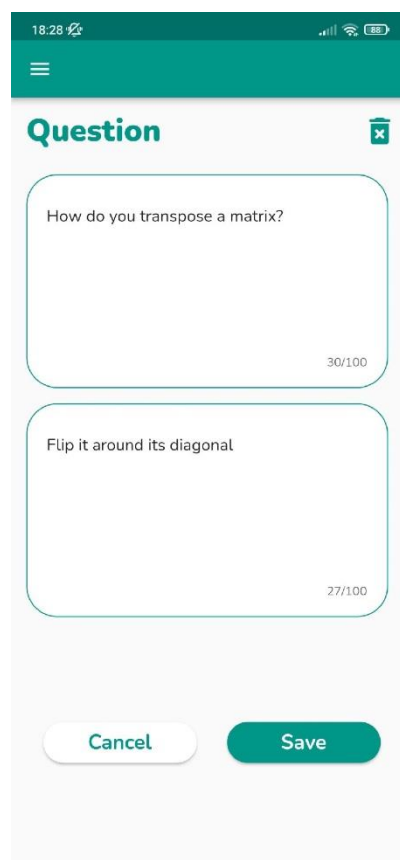 18:28
88
Question
How do you transpose a matrix?
30/100
Flip it around its diagonal
27/100
Cancel
Save